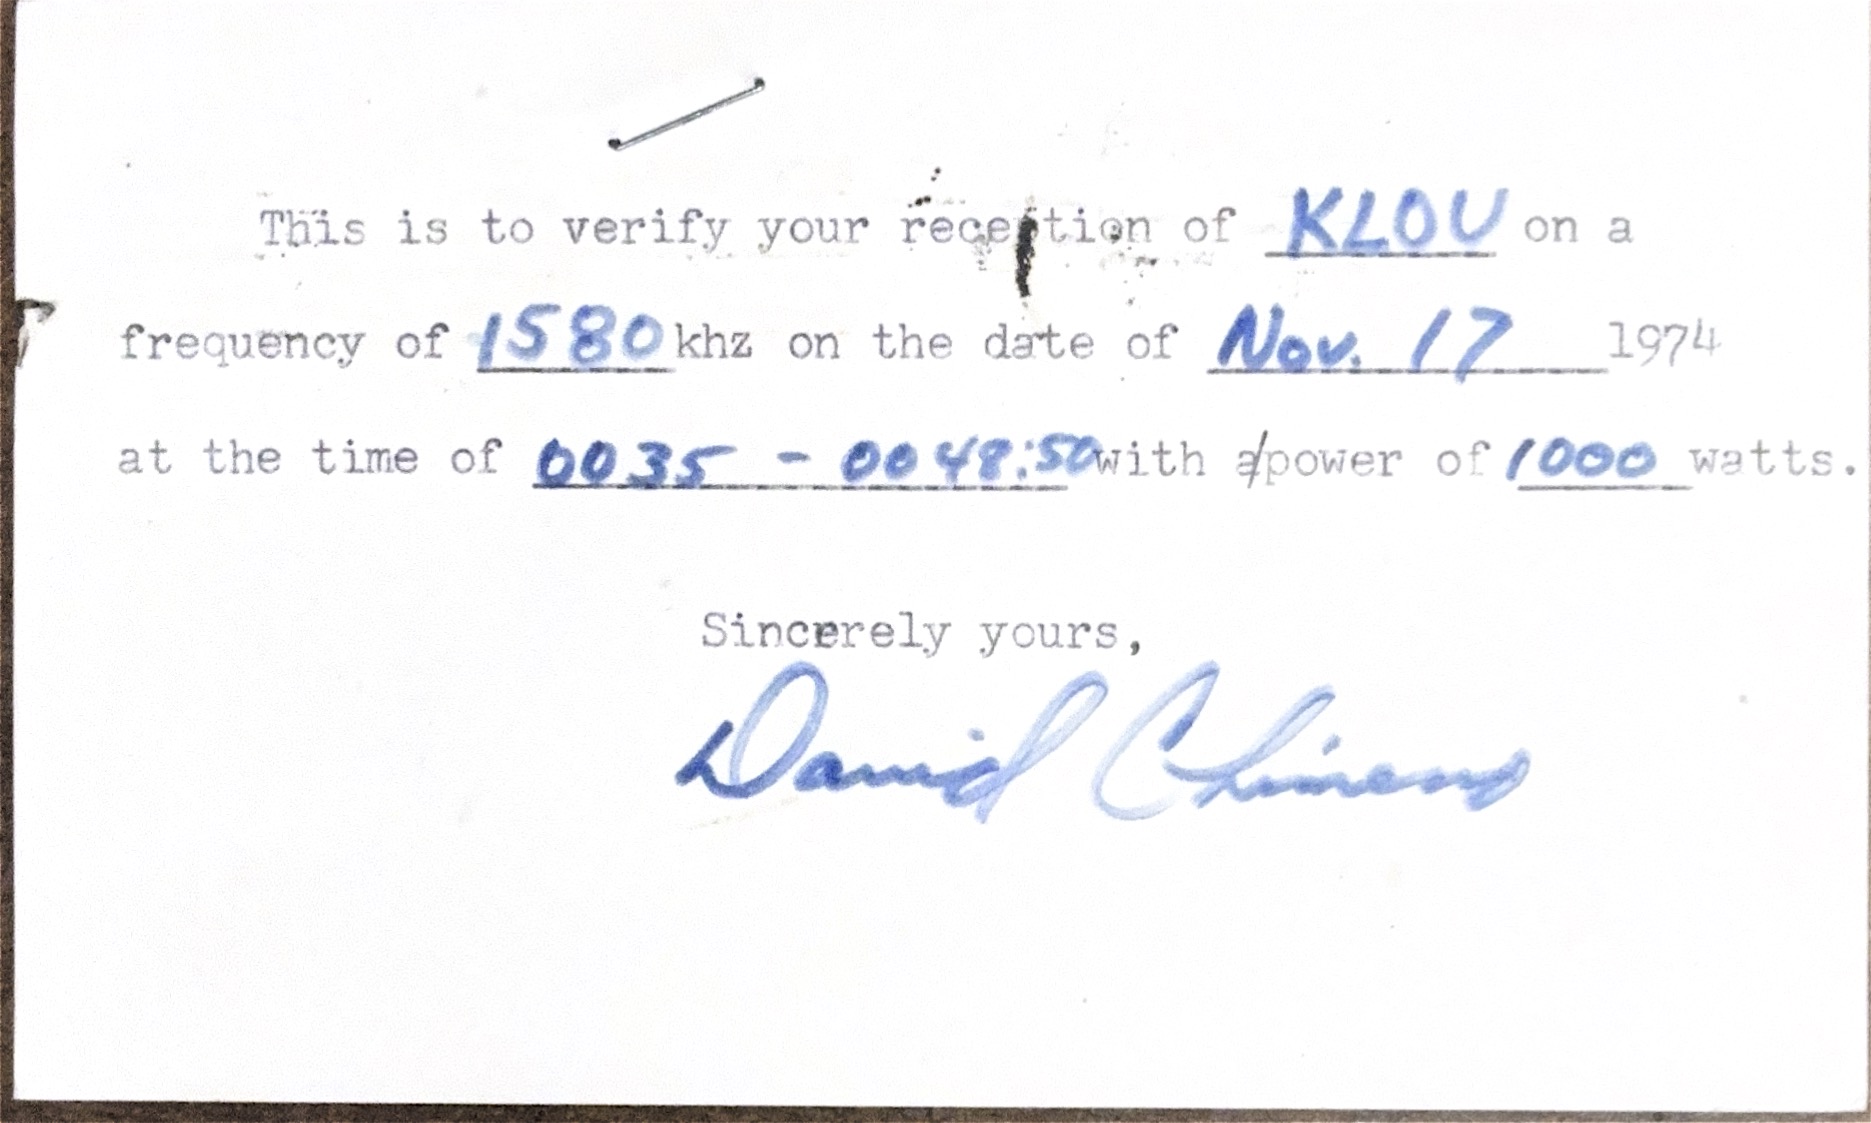 This is to verify your reception of KLOU on a
frequency of 1580 khz on the date of Nov. 17 1974
at the time of 0035 - 0048:50 with a/power of 1000 watts.
Sincerely yours,
David